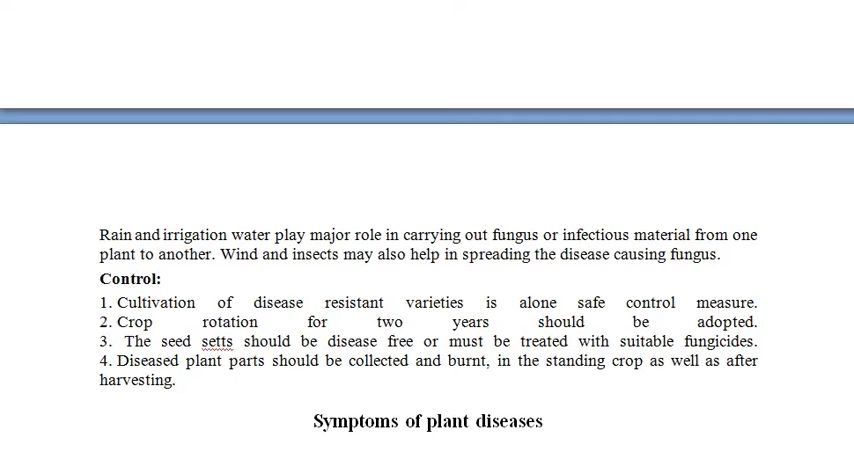 Rain and irrigation water play major role in carrying out fungus or infectious material from one
plant to another. Wind and insects may also help in spreading the disease causing fungus.
Control:
1. Cultivation of disease resistant varieties is alone safe control measure.
2. Crop rotation for two years should be adopted.
3. The seed setts should be disease free or must be treated with suitable fungicides.
4. Diseased plant parts should be collected and burnt, in the standing crop as well as after
harvesting.
Symptoms of plant diseases